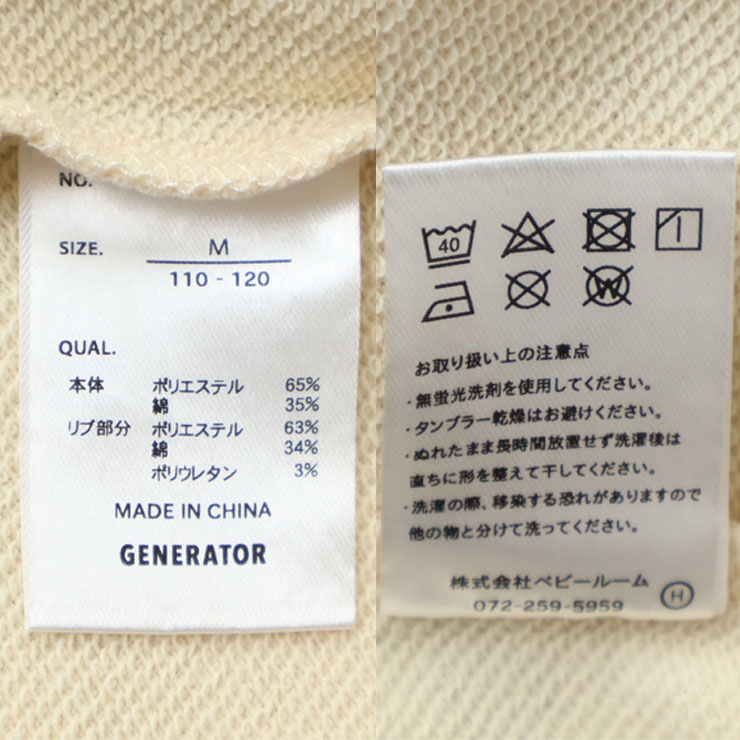 NO.
SIZE. M
110 - 120
QUAL.
本体 ポリエステル 65%
綿 35%
リブ部分 ポリエステル 63%
綿 34%
ポリウレタン 3%
MADE IN CHINA
GENERATOR
40
W
お取り扱い上の注意点
・無蛍光洗剤を使用してください。
・タンブラー乾燥はお避けください。
・ぬれたまま長時間放置せず洗濯後は
直ちに形を整えて干してください。
・洗濯の際、移染する恐れがありますので
他の物と分けて洗ってください。
株式会社ベビールーム
072-259-5959
H